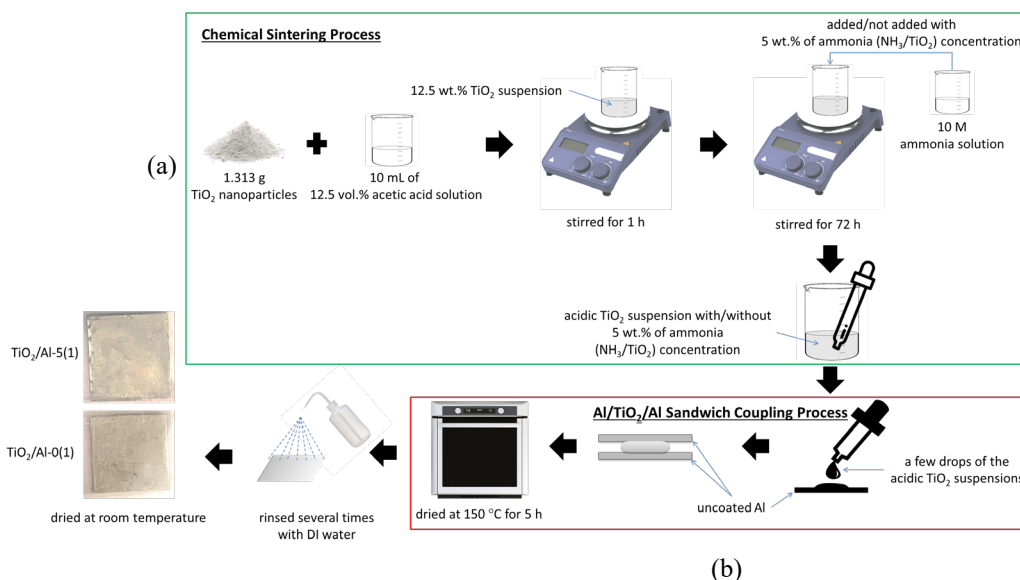 Chemical Sintering Process
added/not added with
5 wt.% of ammonia (NH₃/TiO₂) concentration
12.5 wt.% TiO₂ suspension
(a)
1.313 g
TiO₂ nanoparticles
10 mL of
12.5 vol.% acetic acid solution
10 M
ammonia solution
stirred for 1 h
stirred for 72 h
acidic TiO₂ suspension with/without
5 wt.% of ammonia
(NH₃/TiO₂) concentration
TiO₂/Al-5(1)
TiO₂/Al-0(1)
Al/TiO₂/Al Sandwich Coupling Process
a few drops of the
acidic TiO₂ suspensions
uncoated Al
dried at 150 °C for 5 h
rinsed several times
with DI water
dried at room temperature
(b)